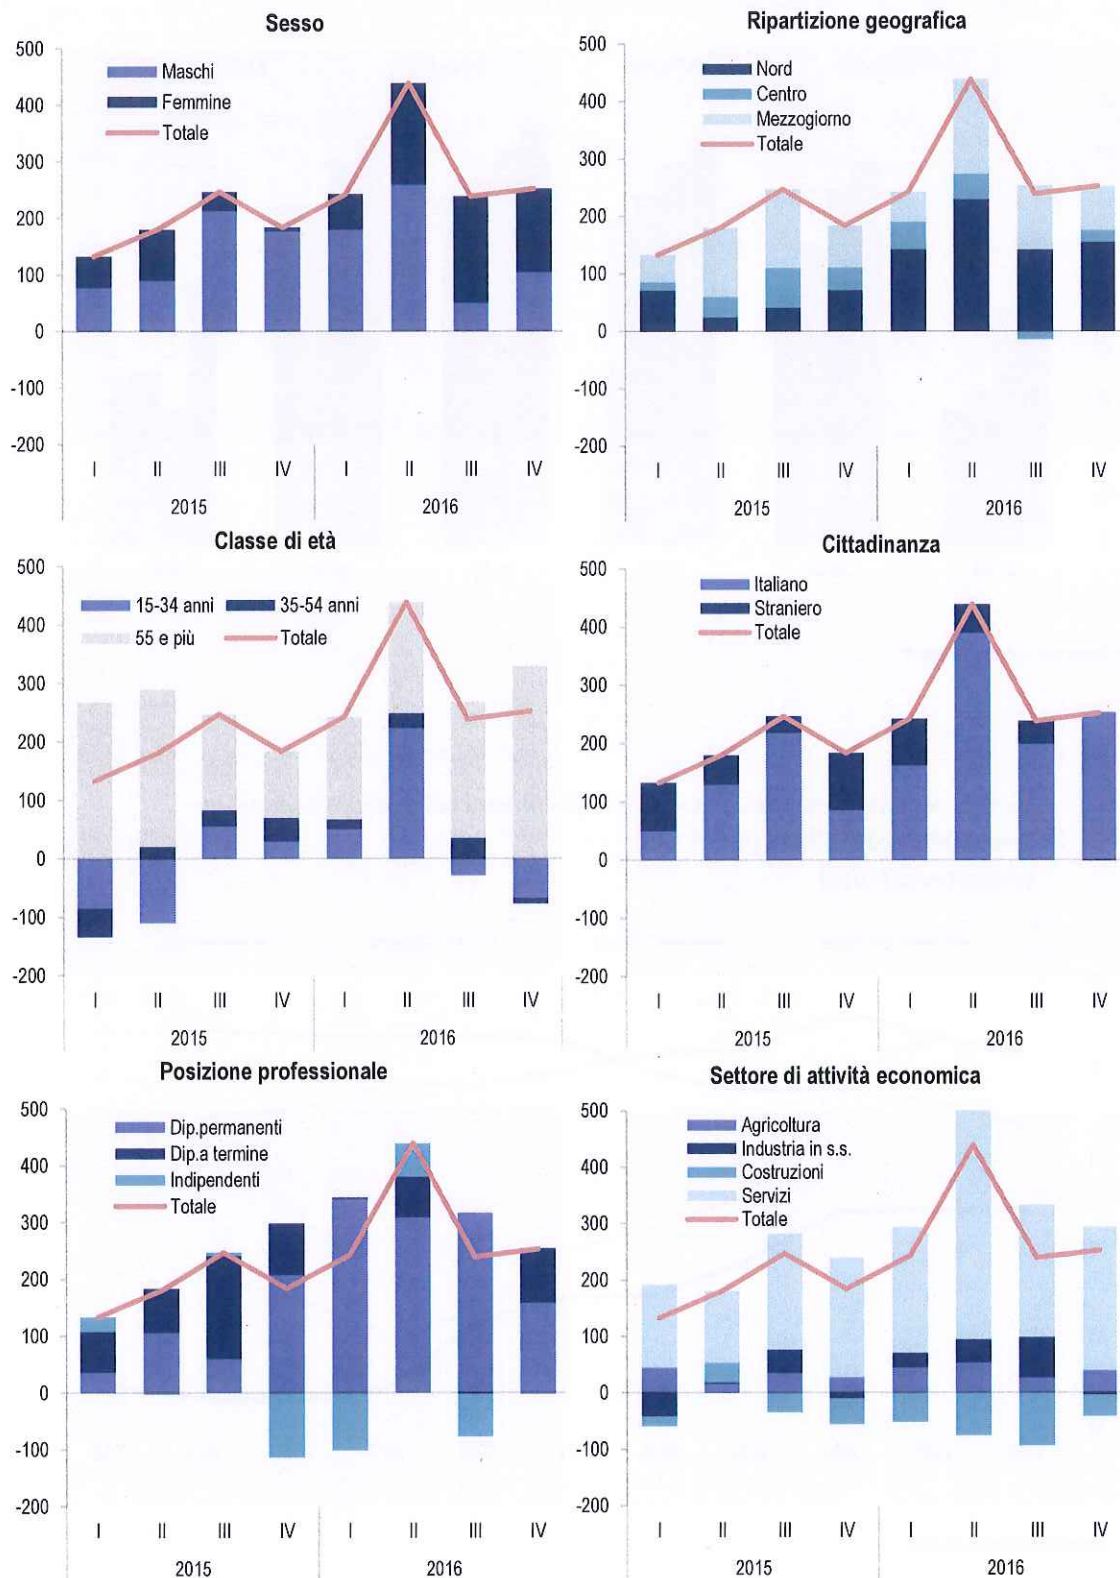 Sesso
500
400
300
200
100
0
-100
-200
Maschi
Femmine
Totale
I II III IV I II III IV
2015 2016
Ripartizione geografica
500
400
300
200
100
0
-100
-200
Nord
Centro
Mezzogiorno
Totale
I II III IV I II III IV
2015 2016
Classe di età
500
400
300
200
100
0
-100
-200
15-34 anni 35-54 anni
55 e più Totale
I II III IV I II III IV
2015 2016
Cittadinanza
500
400
300
200
100
0
-100
-200
Italiano
Straniero
Totale
I II III IV I II III IV
2015 2016
Posizione professionale
500
400
300
200
100
0
-100
-200
Dip.permanenti
Dip.a termine
Indipendenti
Totale
I II III IV I II III IV
2015 2016
Settore di attività economica
500
400
300
200
100
0
-100
-200
Agricoltura
Industria in s.s.
Costruzioni
Servizi
Totale
I II III IV I II III IV
2015 2016